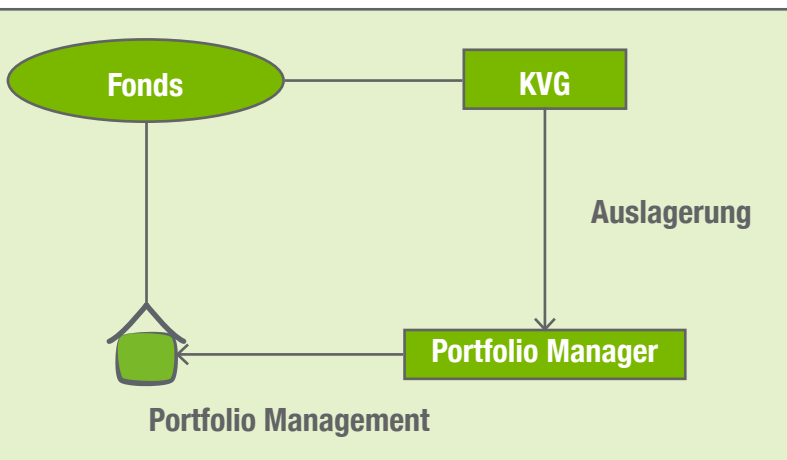 Fonds
KVG
Auslagerung
Portfolio Manager
Portfolio Management